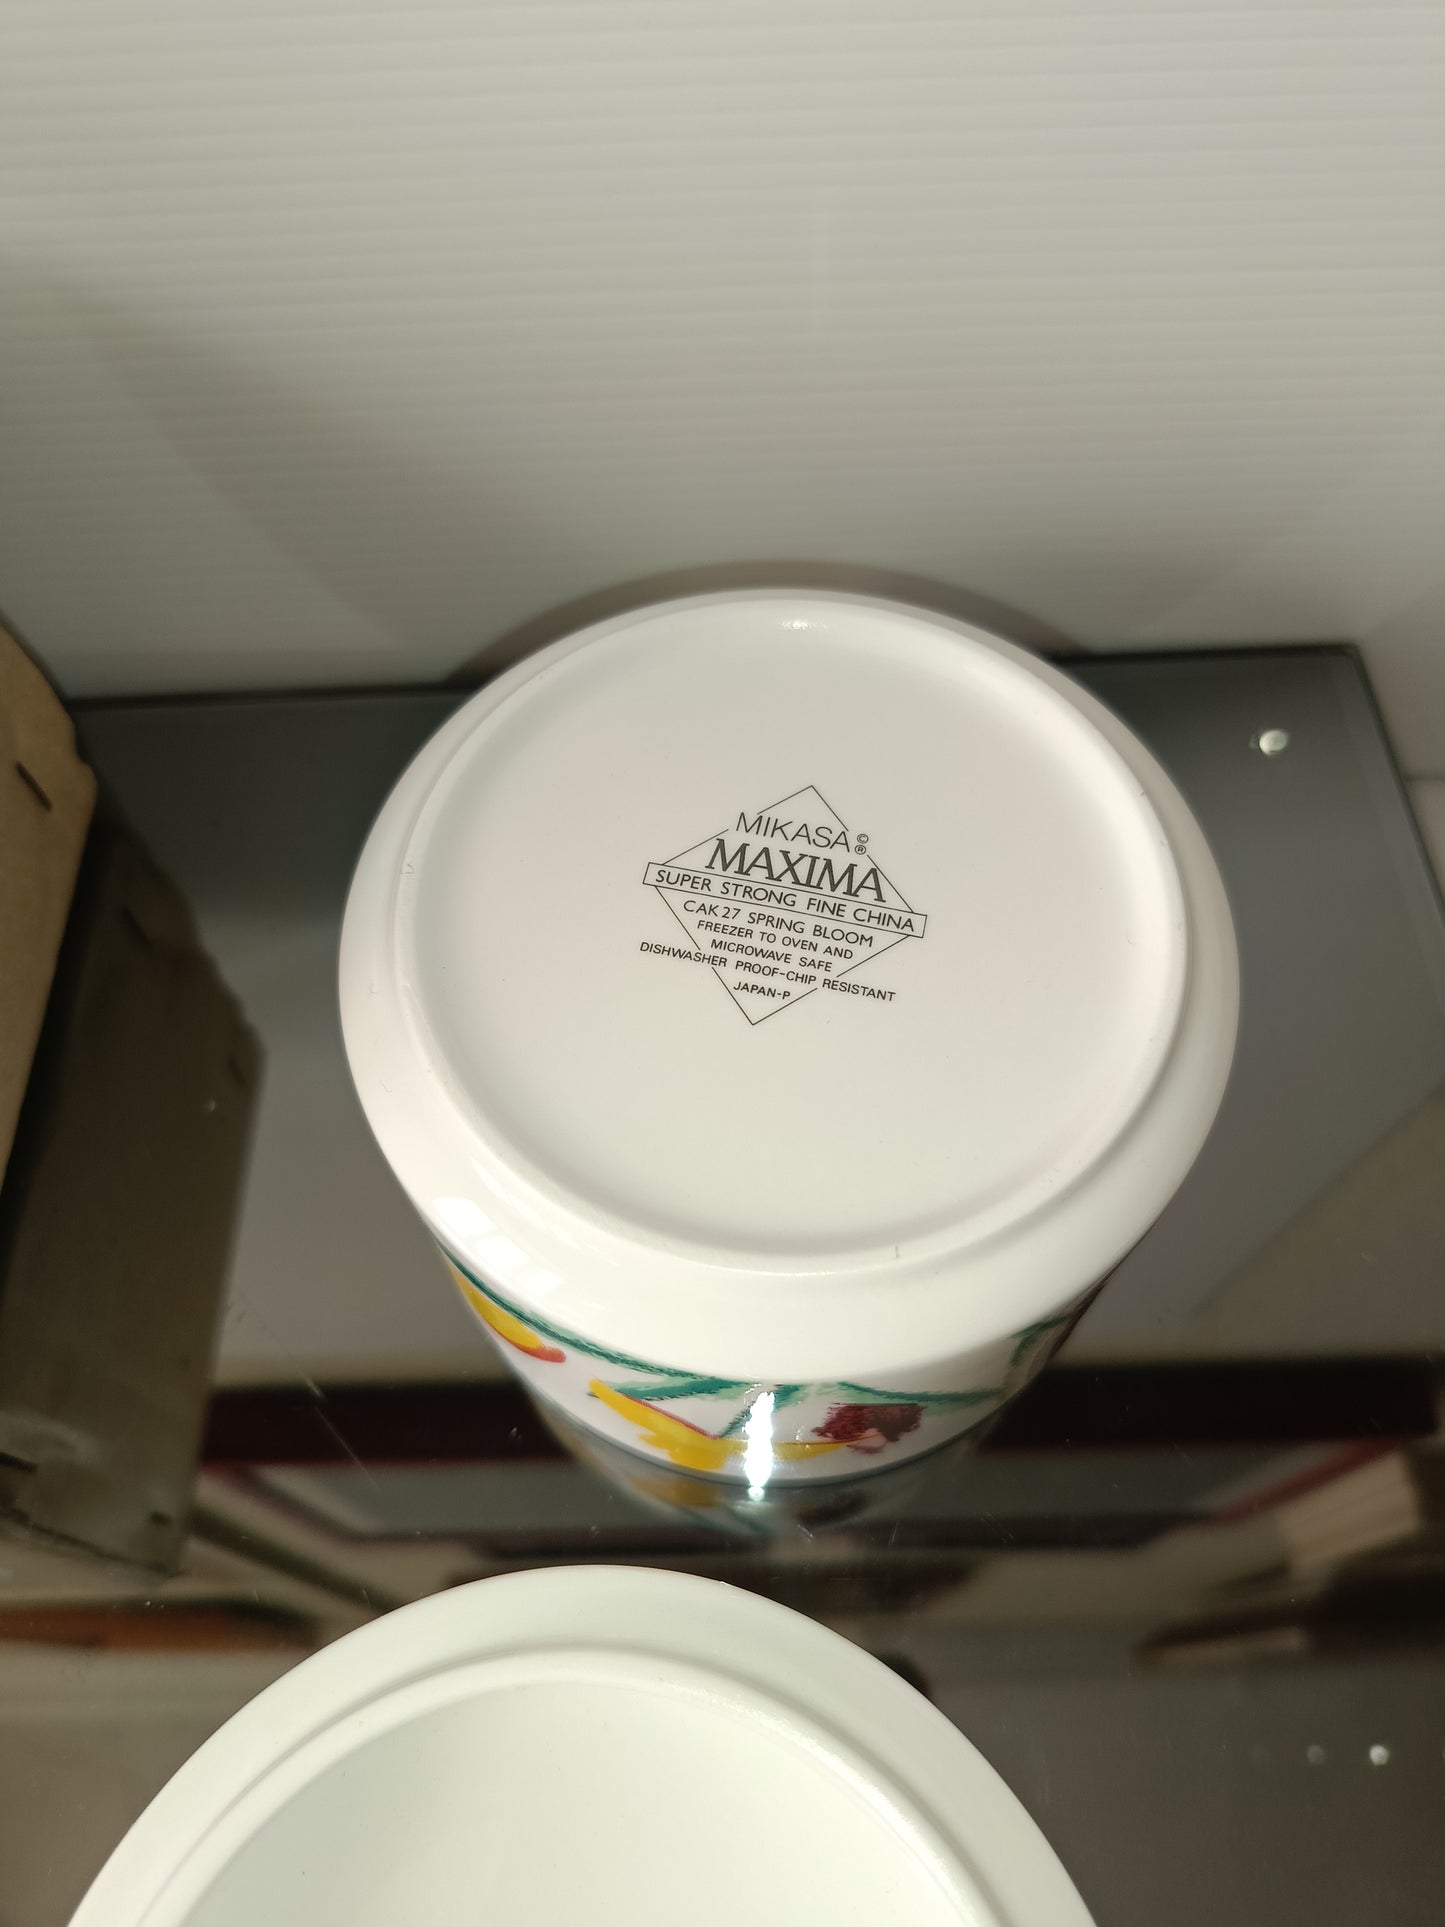 MIKASA ©
®
MAXIMA
SUPER STRONG FINE CHINA
CAK 27 SPRING BLOOM
FREEZER TO OVEN AND
MICROWAVE SAFE
DISHWASHER PROOF-CHIP RESISTANT
JAPAN-P